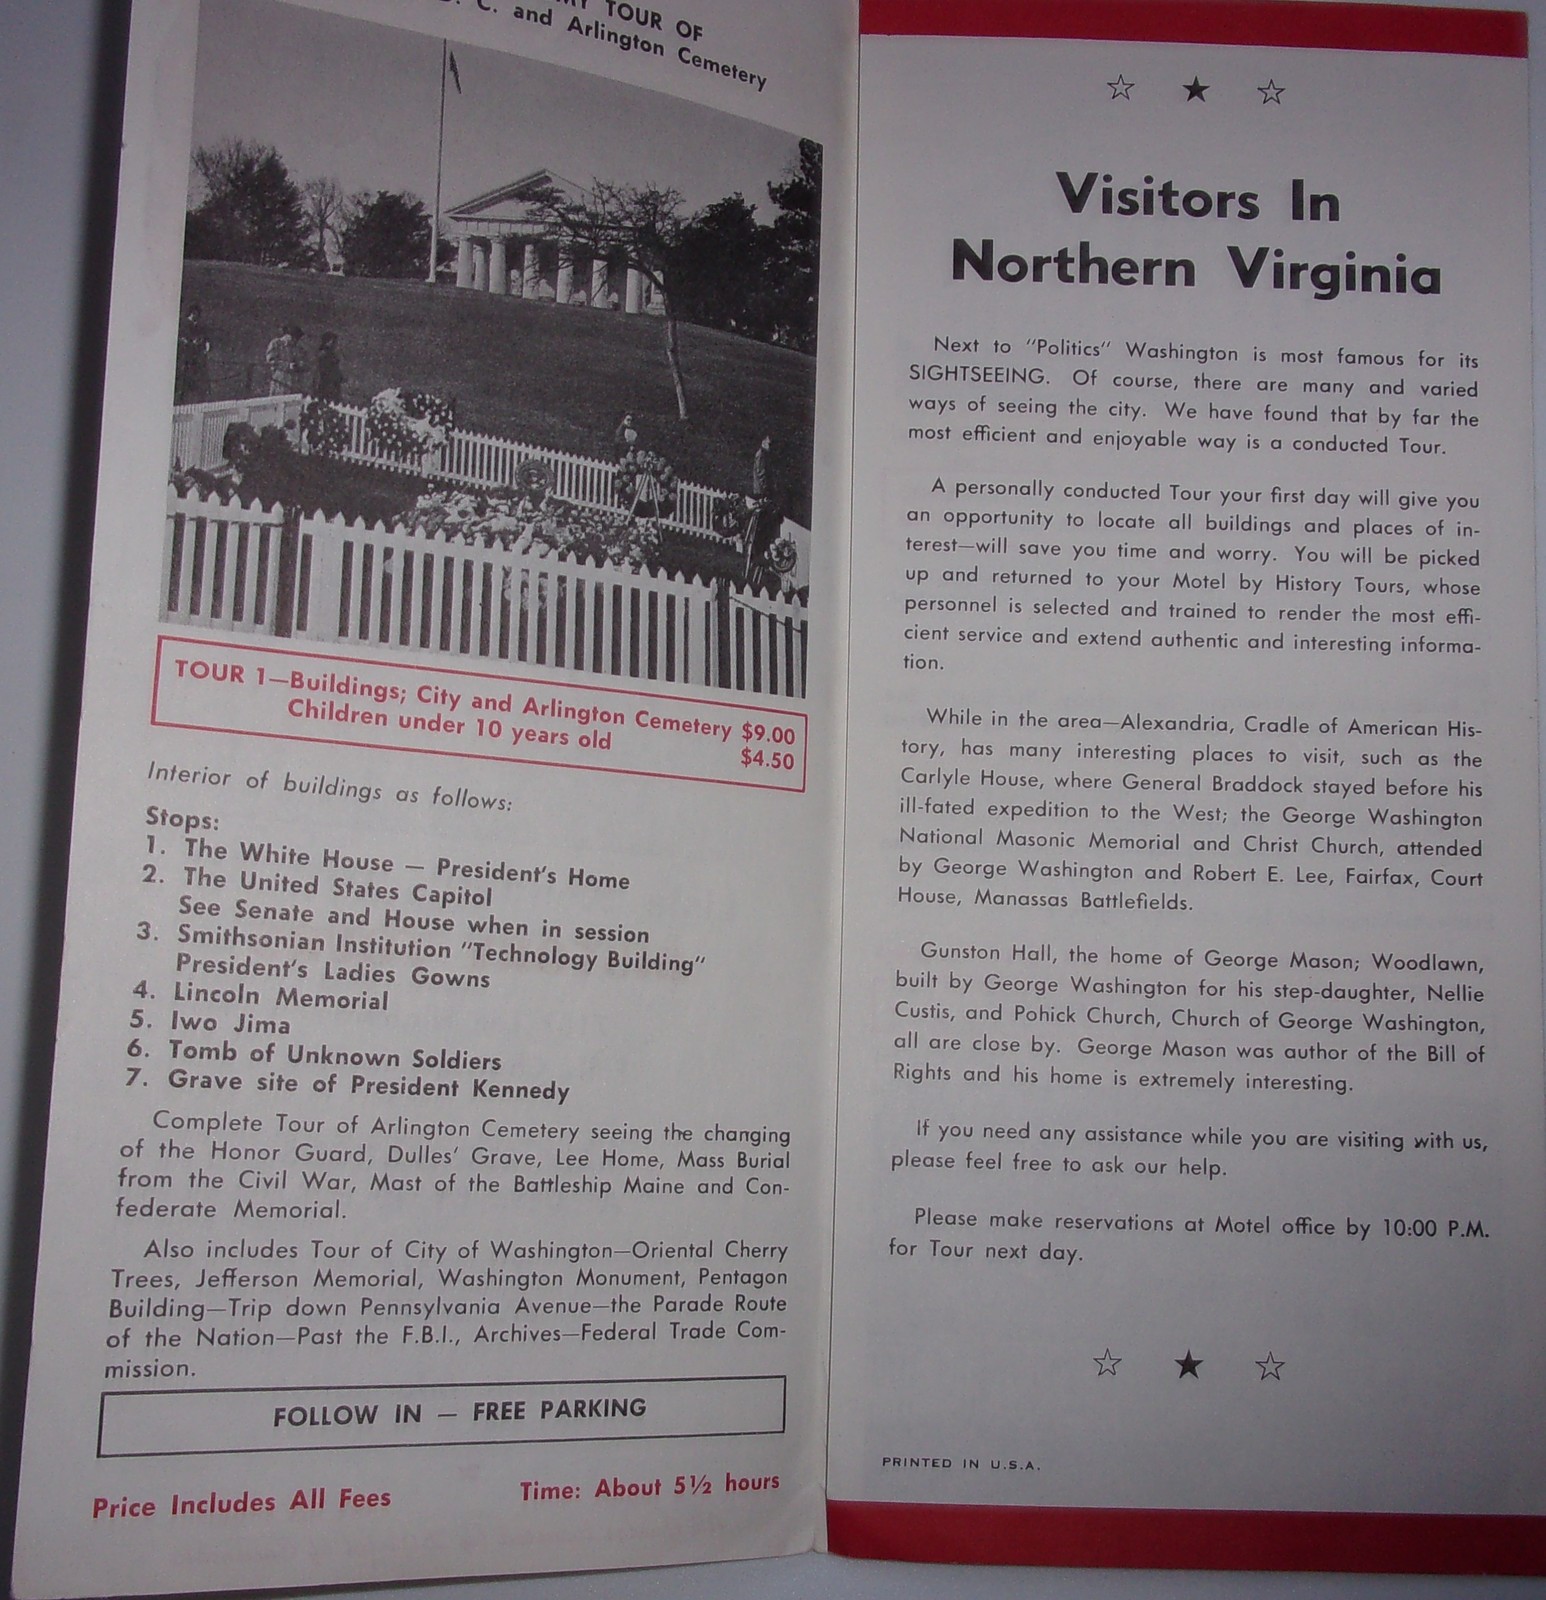 TOUR OF
C. and Arlington Cemetery
TOUR 1—Buildings; City and Arlington Cemetery $9.00
Children under 10 years old $4.50
Interior of buildings as follows:
Stops:
1. The White House — President's Home
2. The United States Capitol
See Senate and House when in session
3. Smithsonian Institution "Technology Building"
President's Ladies Gowns
4. Lincoln Memorial
5. Iwo Jima
6. Tomb of Unknown Soldiers
7. Grave site of President Kennedy
Complete Tour of Arlington Cemetery seeing the changing
of the Honor Guard, Dulles' Grave, Lee Home, Mass Burial
from the Civil War, Mast of the Battleship Maine and Con-
federate Memorial.
Also includes Tour of City of Washington—Oriental Cherry
Trees, Jefferson Memorial, Washington Monument, Pentagon
Building—Trip down Pennsylvania Avenue—the Parade Route
of the Nation—Past the F.B.I., Archives—Federal Trade Com-
mission.
FOLLOW IN — FREE PARKING
Price Includes All Fees Time: About 5½ hours
Visitors In
Northern Virginia
Next to "Politics" Washington is most famous for its
SIGHTSEEING. Of course, there are many and varied
ways of seeing the city. We have found that by far the
most efficient and enjoyable way is a conducted Tour.
A personally conducted Tour your first day will give you
an opportunity to locate all buildings and places of in-
terest—will save you time and worry. You will be picked
up and returned to your Motel by History Tours, whose
personnel is selected and trained to render the most effi-
cient service and extend authentic and interesting informa-
tion.
While in the area—Alexandria, Cradle of American His-
tory, has many interesting places to visit, such as the
Carlyle House, where General Braddock stayed before his
ill-fated expedition to the West; the George Washington
National Masonic Memorial and Christ Church, attended
by George Washington and Robert E. Lee, Fairfax, Court
House, Manassas Battlefields.
Gunston Hall, the home of George Mason; Woodlawn,
built by George Washington for his step-daughter, Nellie
Custis, and Pohick Church, Church of George Washington,
all are close by. George Mason was author of the Bill of
Rights and his home is extremely interesting.
If you need any assistance while you are visiting with us,
please feel free to ask our help.
Please make reservations at Motel office by 10:00 P.M.
for Tour next day.
PRINTED IN U.S.A.